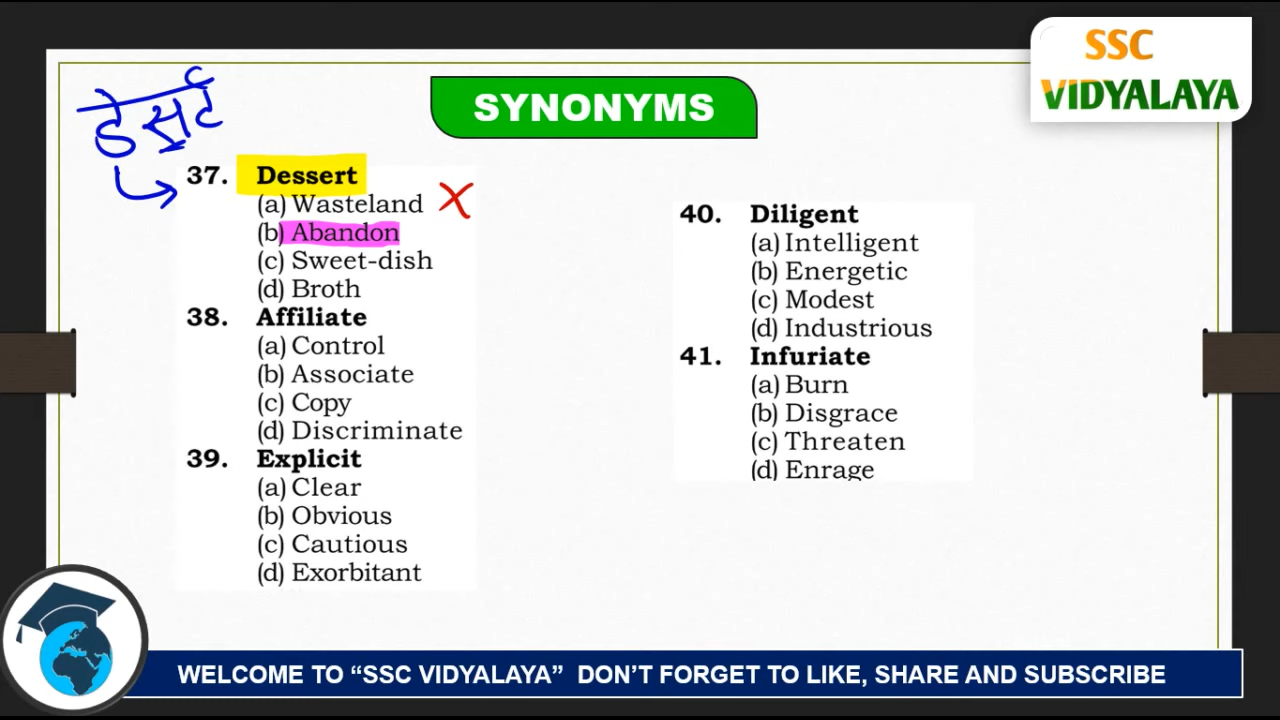 SSC
VIDYALAYA
SYNONYMS
डेसर्ट
37. Dessert
(a) Wasteland X
(b) Abandon
(c) Sweet-dish
(d) Broth
38. Affiliate
(a) Control
(b) Associate
(c) Copy
(d) Discriminate
39. Explicit
(a) Clear
(b) Obvious
(c) Cautious
(d) Exorbitant
40. Diligent
(a) Intelligent
(b) Energetic
(c) Modest
(d) Industrious
41. Infuriate
(a) Burn
(b) Disgrace
(c) Threaten
(d) Enrage
WELCOME TO “SSC VIDYALAYA” DON’T FORGET TO LIKE, SHARE AND SUBSCRIBE